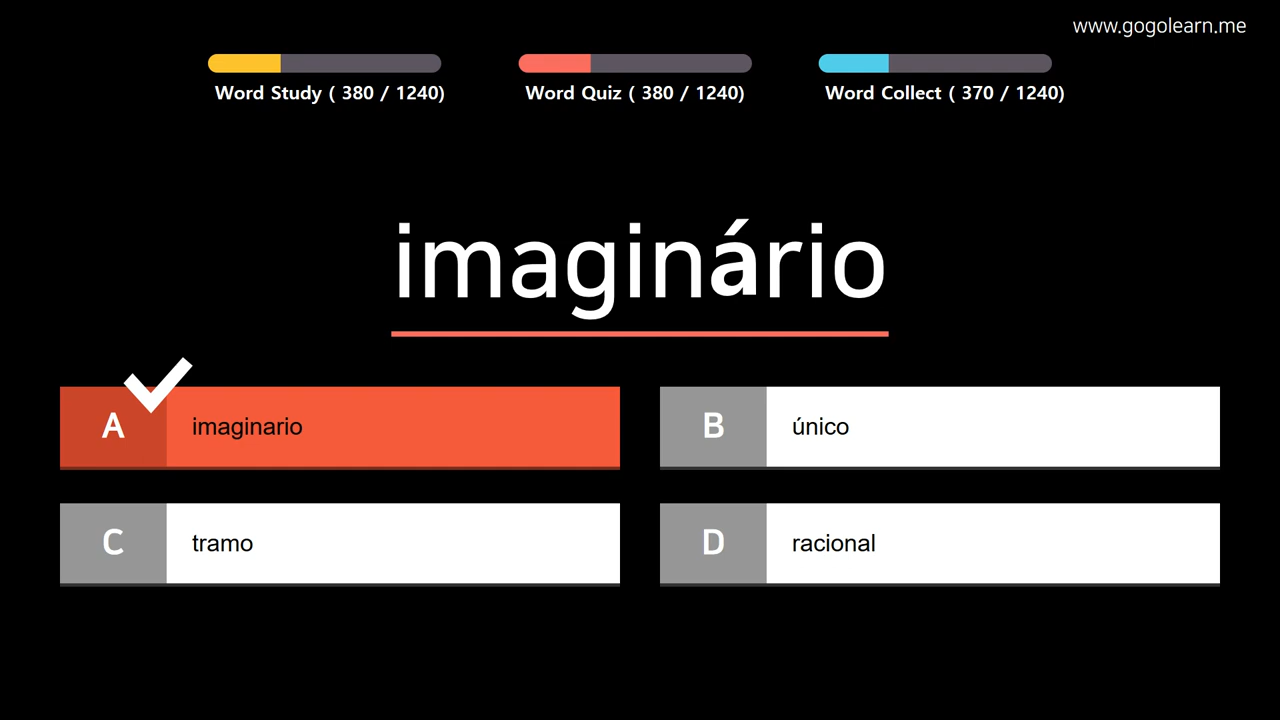 www.gogolearn.me
Word Study ( 380 / 1240)
Word Quiz ( 380 / 1240)
Word Collect ( 370 / 1240)
imaginário
A imaginario
B único
C tramo
D racional